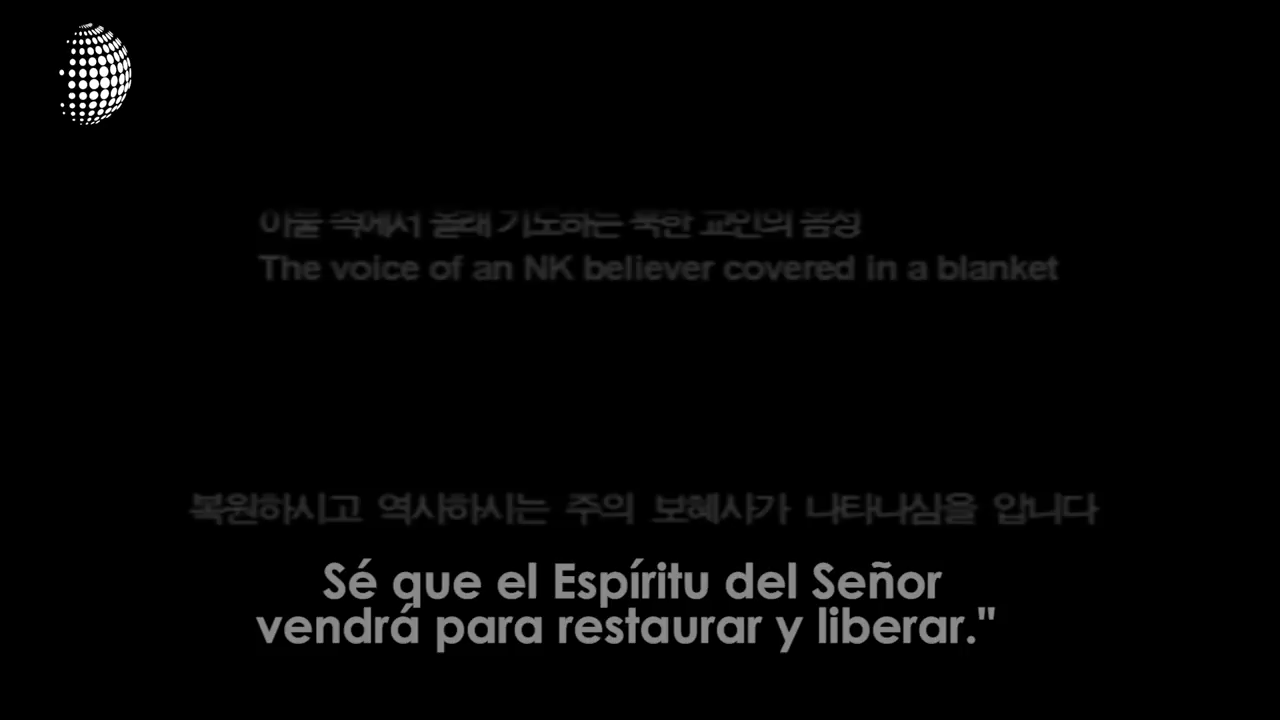 이불 속에서 몰래 기도하는 북한 교인의 음성
The voice of an NK believer covered in a blanket
복원하시고 역사하시는 주의 보혜사가 나타나심을 압니다
Sé que el Espíritu del Señor
vendrá para restaurar y liberar."